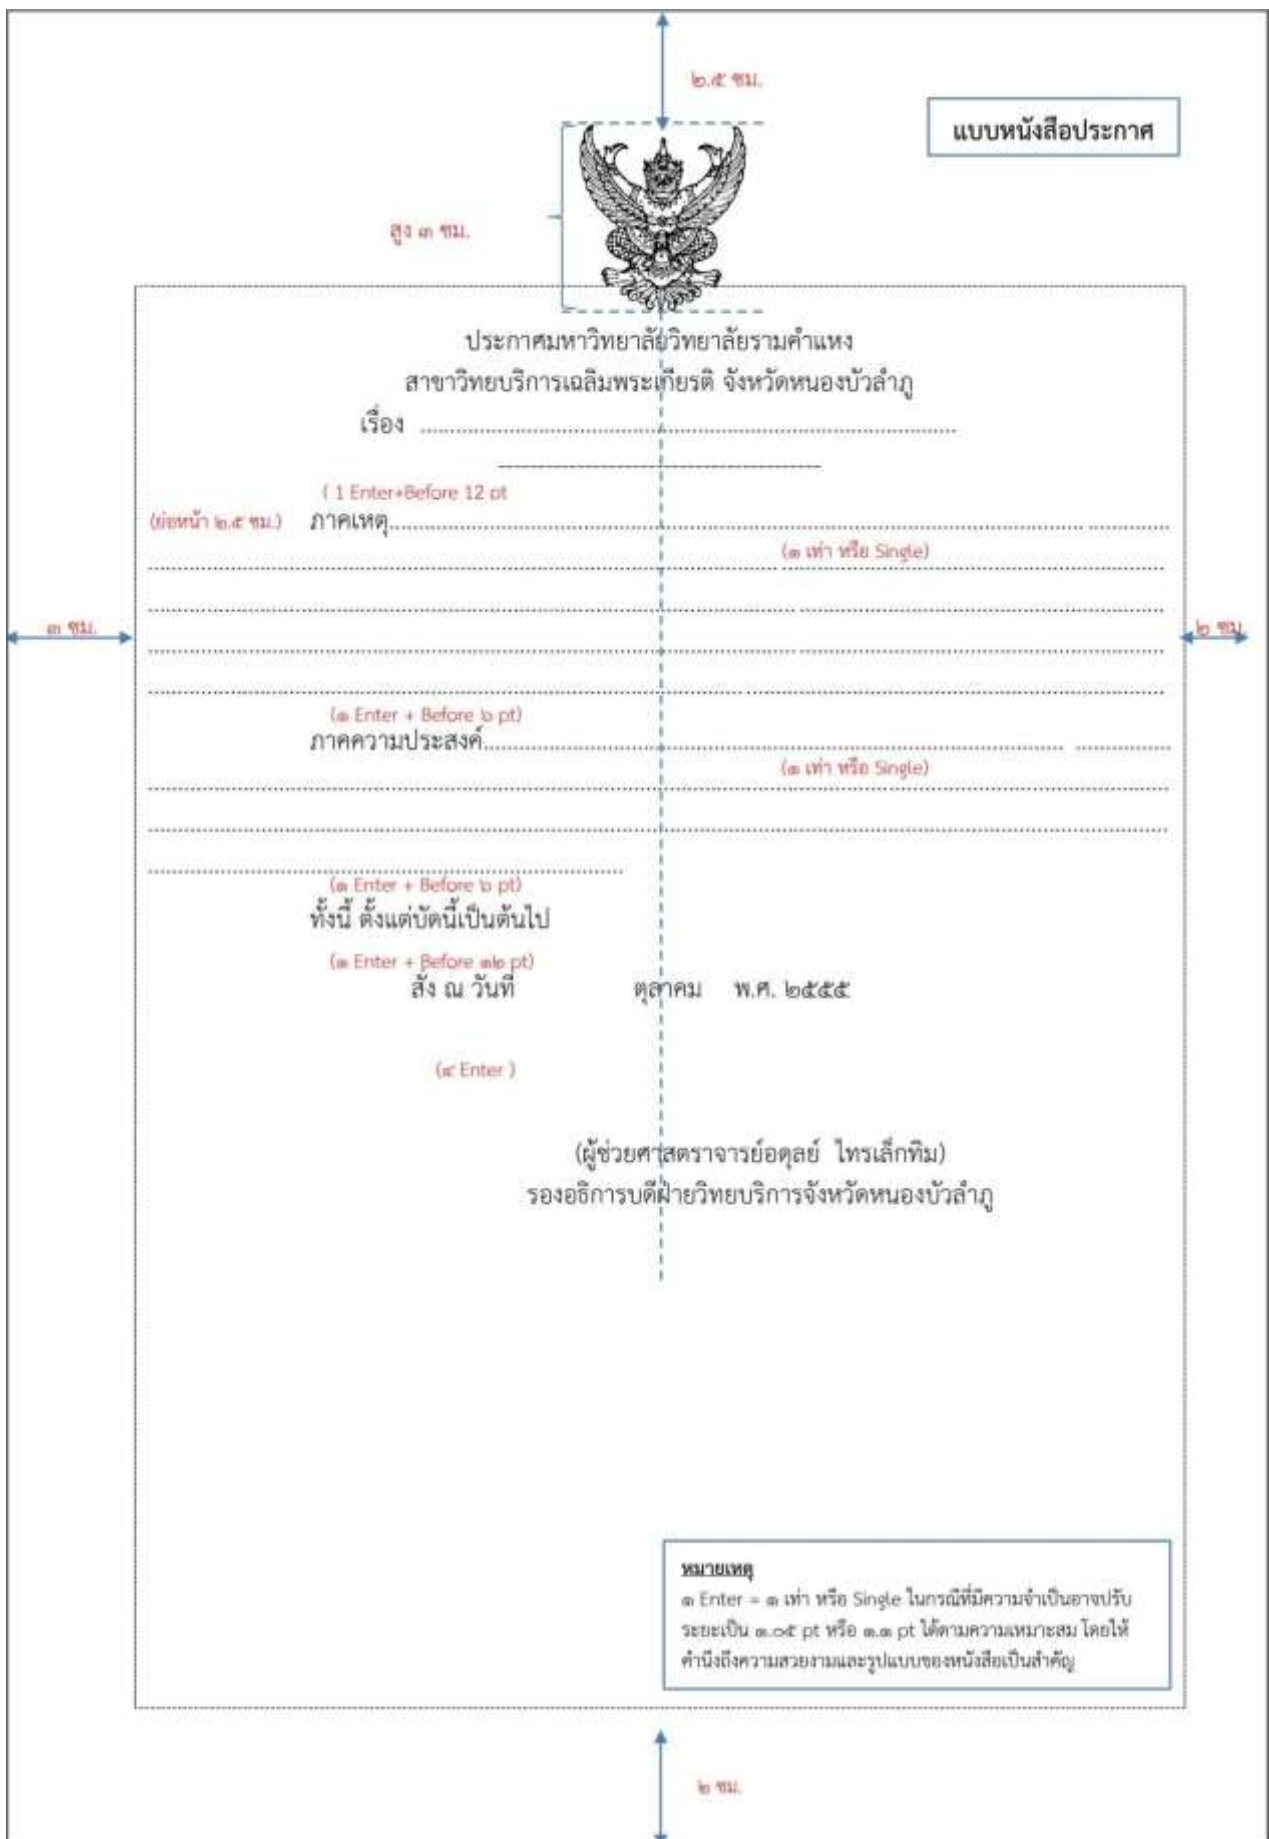 ๒.๕ ซม.
แบบหนังสือประกาศ
สูง ๓ ซม.
ประกาศมหาวิทยาลัยวิทยาลัยรามคำแหง
สาขาวิทยบริการเฉลิมพระเกียรติ จังหวัดหนองบัวลำภู
เรื่อง ............................................................
------------------------------------
( 1 Enter+Before 12 pt
(ย่อหน้า ๒.๕ ซม.) ภาคเหตุ............................................................
(๑ เท่า หรือ Single)
๓ ซม.
๒ ซม.
(๑ Enter + Before ๖ pt)
ภาคความประสงค์............................................................
(๑ เท่า หรือ Single)
(๑ Enter + Before ๖ pt)
ทั้งนี้ ตั้งแต่บัดนี้เป็นต้นไป
(๑ Enter + Before ๑๒ pt)
สั่ง ณ วันที่ ตุลาคม พ.ศ. ๒๕๕๕
(๔ Enter )
(ผู้ช่วยศาสตราจารย์อดุลย์ ไทรเล็กทิม)
รองอธิการบดีฝ่ายวิทยบริการจังหวัดหนองบัวลำภู
หมายเหตุ
๑ Enter = ๑ เท่า หรือ Single ในกรณีที่มีความจำเป็นอาจปรับ
ระยะเป็น ๑.๐๕ pt หรือ ๑.๑ pt ได้ตามความเหมาะสม โดยให้
คำนึงถึงความสวยงามและรูปแบบของหนังสือเป็นสำคัญ
๒ ซม.